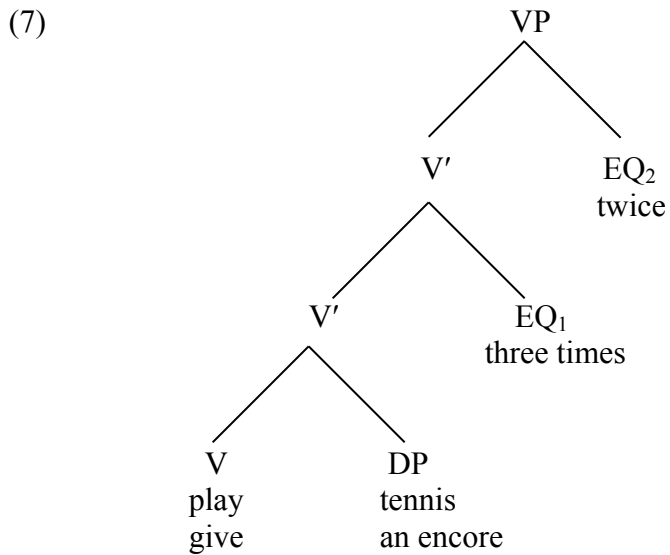 (7) VP
V′ EQ₂
twice
V′ EQ₁
three times
V DP
play tennis
give an encore